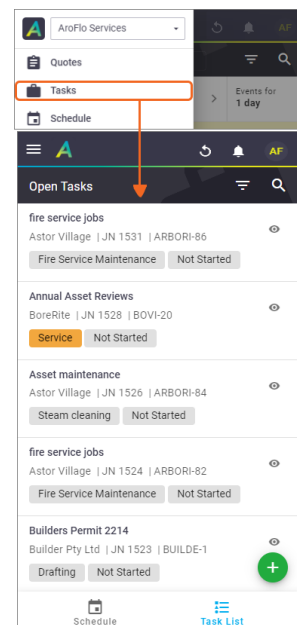 AroFlo Services
AF
Quotes
Tasks
Schedule
Events for
1 day
AF
Open Tasks
fire service jobs
Astor Village | JN 1531 | ARBORI-86
Fire Service Maintenance Not Started
Annual Asset Reviews
BoreRite | JN 1528 | BOVI-20
Service Not Started
Asset maintenance
Astor Village | JN 1526 | ARBORI-84
Steam cleaning Not Started
fire service jobs
Astor Village | JN 1524 | ARBORI-82
Fire Service Maintenance Not Started
Builders Permit 2214
Builder Pty Ltd | JN 1523 | BUILDE-1
Drafting Not Started
Schedule Task List